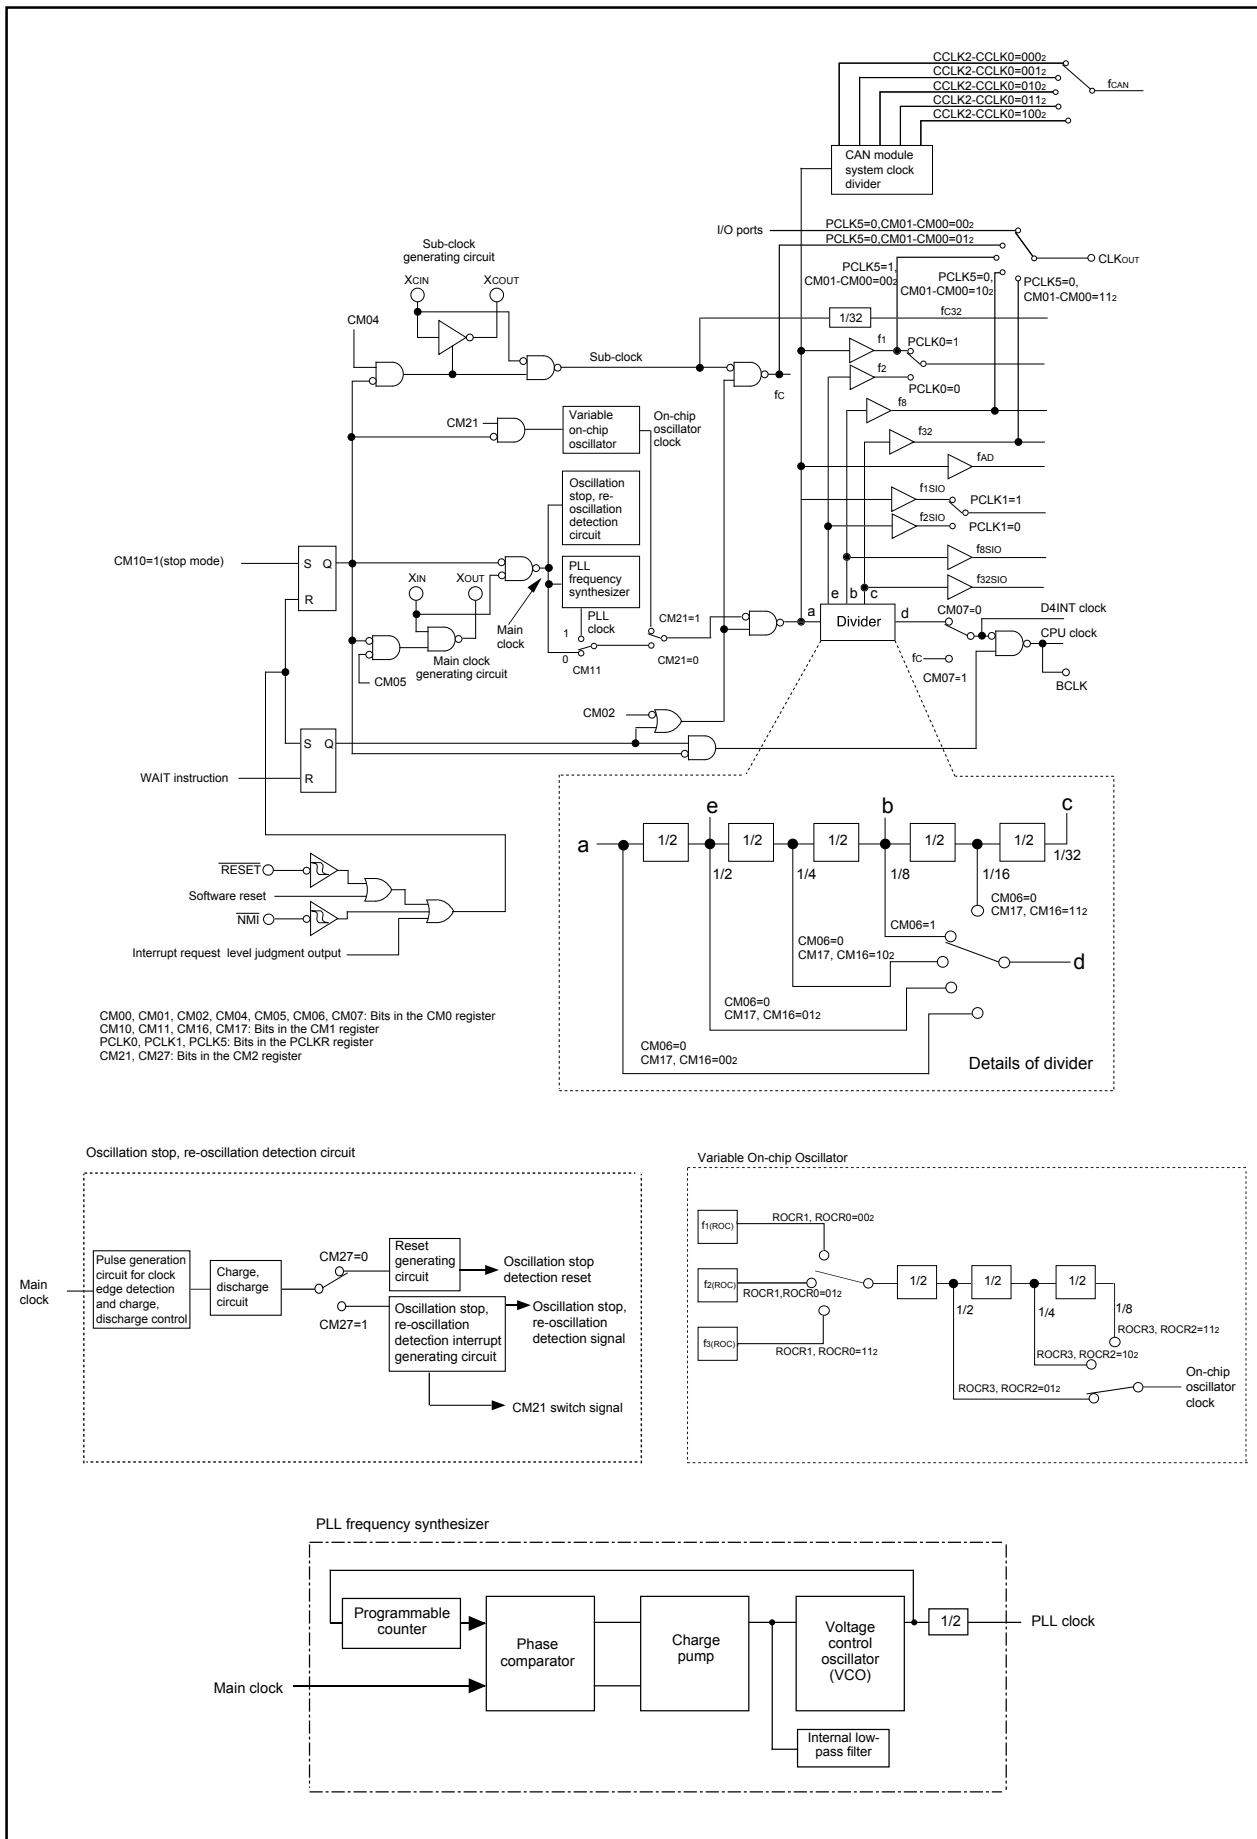 CCLK2-CCLK0=000₂
CCLK2-CCLK0=001₂
CCLK2-CCLK0=010₂
CCLK2-CCLK0=011₂
CCLK2-CCLK0=100₂
fCAN
CAN module
system clock
divider
I/O ports
PCLK5=0,CM01-CM00=00₂
PCLK5=0,CM01-CM00=01₂
PCLK5=1,
CM01-CM00=00₂
PCLK5=0,
CM01-CM00=10₂
PCLK5=0,
CM01-CM00=11₂
CLKOUT
Sub-clock
generating circuit
XCIN
XCOUT
CM04
1/32
fC32
Sub-clock
fC
f1
PCLK0=1
f2
PCLK0=0
f8
f32
fAD
f1SIO
PCLK1=1
f2SIO
PCLK1=0
f8SIO
f32SIO
CM21
Variable
on-chip
oscillator
On-chip
oscillator
clock
Oscillation
stop, re-
oscillation
detection
circuit
CM10=1(stop mode)
S Q
R
XIN
XOUT
PLL
frequency
synthesizer
Main
clock
PLL
clock
1
0
CM11
CM21=1
CM21=0
Main clock
generating circuit
CM05
e b c
a
Divider
d
CM07=0
D4INT clock
CPU clock
fC
CM07=1
BCLK
CM02
S Q
R
WAIT instruction
RESET
Software reset
NMI
Interrupt request level judgment output
e
b
c
a
1/2
1/2
1/2
1/2
1/2
1/2
1/4
1/8
1/16
1/32
CM06=0
CM17, CM16=11₂
CM06=1
CM06=0
CM17, CM16=10₂
d
CM06=0
CM17, CM16=01₂
CM06=0
CM17, CM16=00₂
Details of divider
CM00, CM01, CM02, CM04, CM05, CM06, CM07: Bits in the CM0 register
CM10, CM11, CM16, CM17: Bits in the CM1 register
PCLK0, PCLK1, PCLK5: Bits in the PCLKR register
CM21, CM27: Bits in the CM2 register
Oscillation stop, re-oscillation detection circuit
Main
clock
Pulse generation
circuit for clock
edge detection
and charge,
discharge control
Charge,
discharge
circuit
CM27=0
CM27=1
Reset
generating
circuit
Oscillation stop
detection reset
Oscillation stop,
re-oscillation
detection interrupt
generating circuit
Oscillation stop,
re-oscillation
detection signal
CM21 switch signal
Variable On-chip Oscillator
f1(ROC)
ROCR1, ROCR0=00₂
f2(ROC)
ROCR1,ROCR0=01₂
f3(ROC)
ROCR1, ROCR0=11₂
1/2
1/2
1/2
1/2
1/4
1/8
ROCR3, ROCR2=11₂
ROCR3, ROCR2=10₂
ROCR3, ROCR2=01₂
On-chip
oscillator
clock
PLL frequency synthesizer
Programmable
counter
Phase
comparator
Charge
pump
Voltage
control
oscillator
(VCO)
1/2
PLL clock
Main clock
Internal low-
pass filter